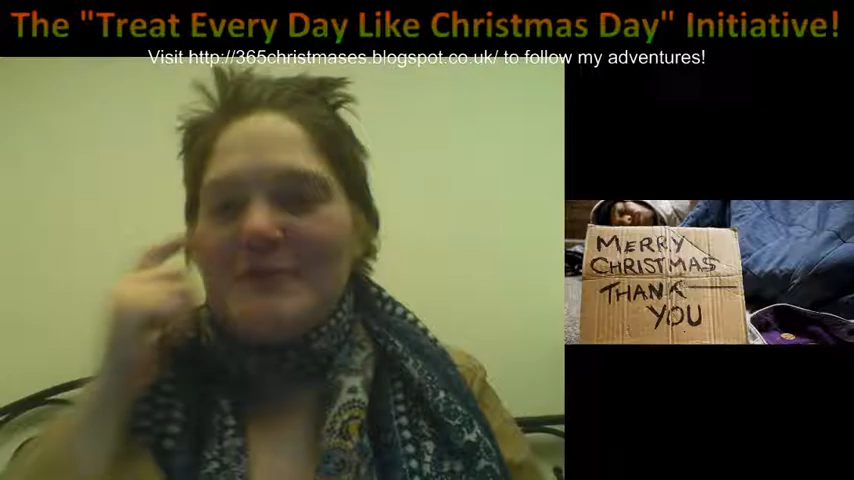 The "Treat Every Day Like Christmas Day" Initiative!
Visit http://365christmases.blogspot.co.uk/ to follow my adventures!
MERRY
CHRISTMAS
THANK
YOU